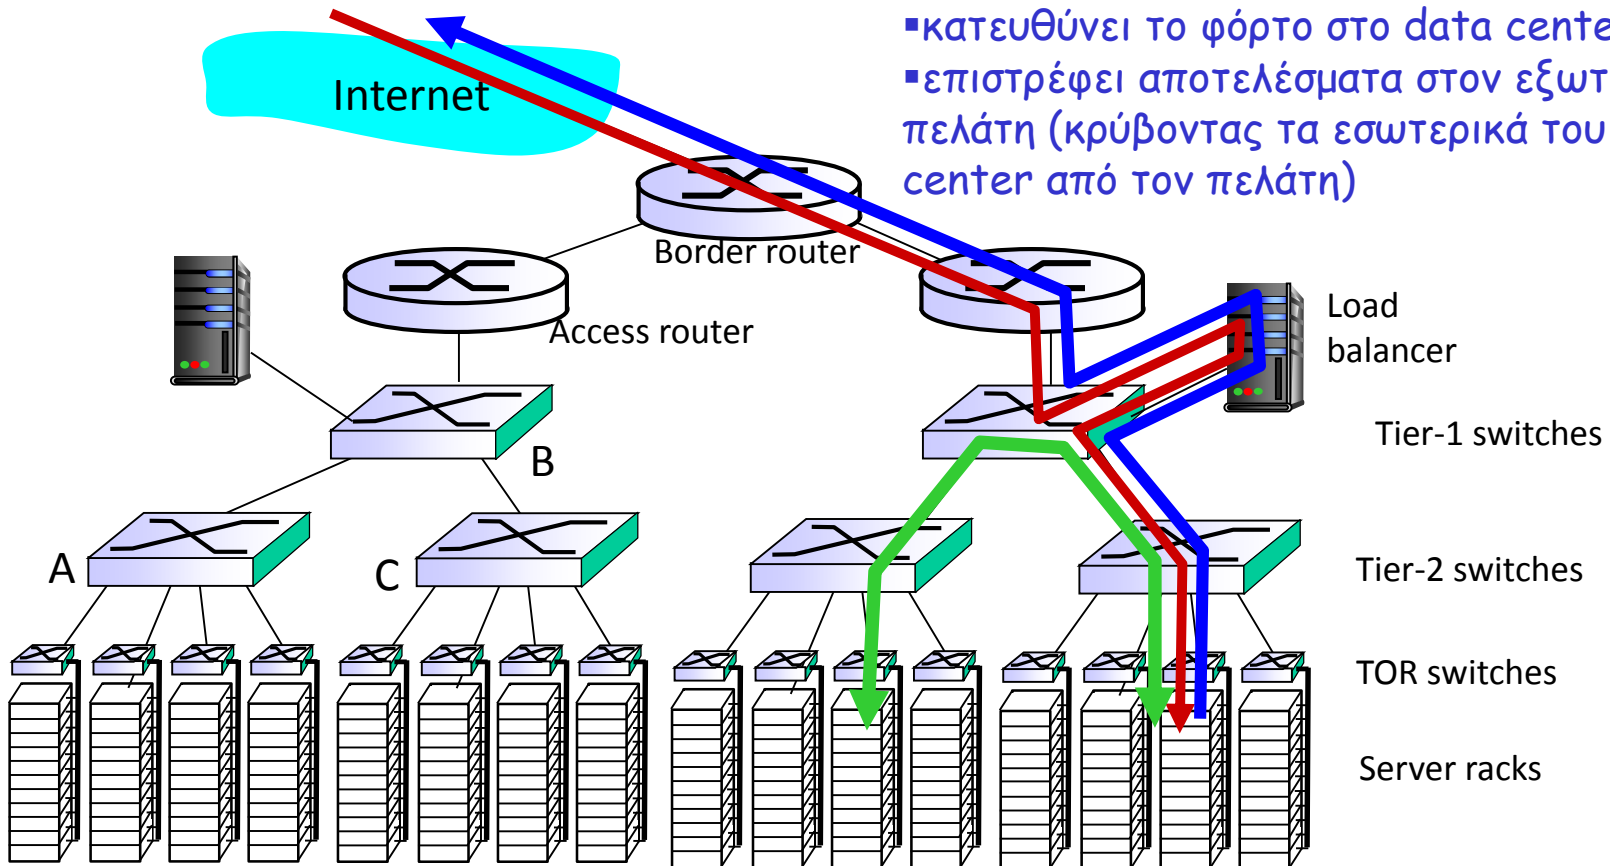 ▪κατευθύνει το φόρτο στο data cente
▪επιστρέφει αποτελέσματα στον εξωτ
πελάτη (κρύβοντας τα εσωτερικά του
center από τον πελάτη)
Internet
Border router
Access router
Load
balancer
Tier-1 switches
B
A
C
Tier-2 switches
TOR switches
Server racks